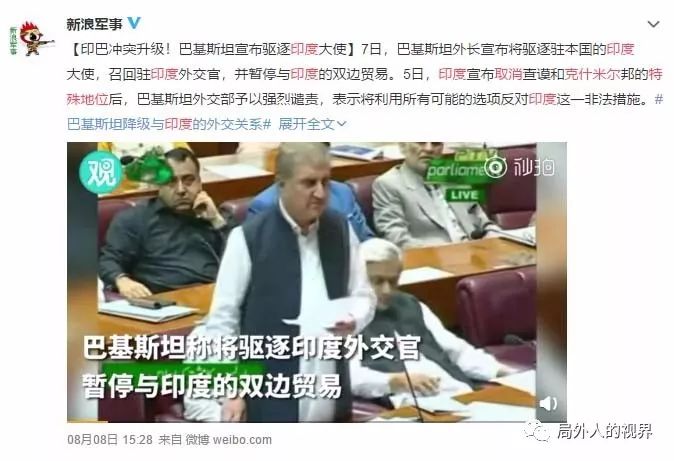 新浪军事
新浪军事
【印巴冲突升级！巴基斯坦宣布驱逐印度大使】7日，巴基斯坦外长宣布将驱逐驻本国的印度
大使，召回驻印度外交官，并暂停与印度的双边贸易。5日，印度宣布取消查谟和克什米尔邦的特
殊地位后，巴基斯坦外交部予以强烈谴责，表示将利用所有可能的选项反对印度这一非法措施。#
巴基斯坦降级与印度的外交关系# 展开全文
观
parliame
秒拍
LIVE
巴基斯坦称将驱逐印度外交官
暂停与印度的双边贸易
08月08日 15:28 来自 微博 weibo.com
局外人的视界